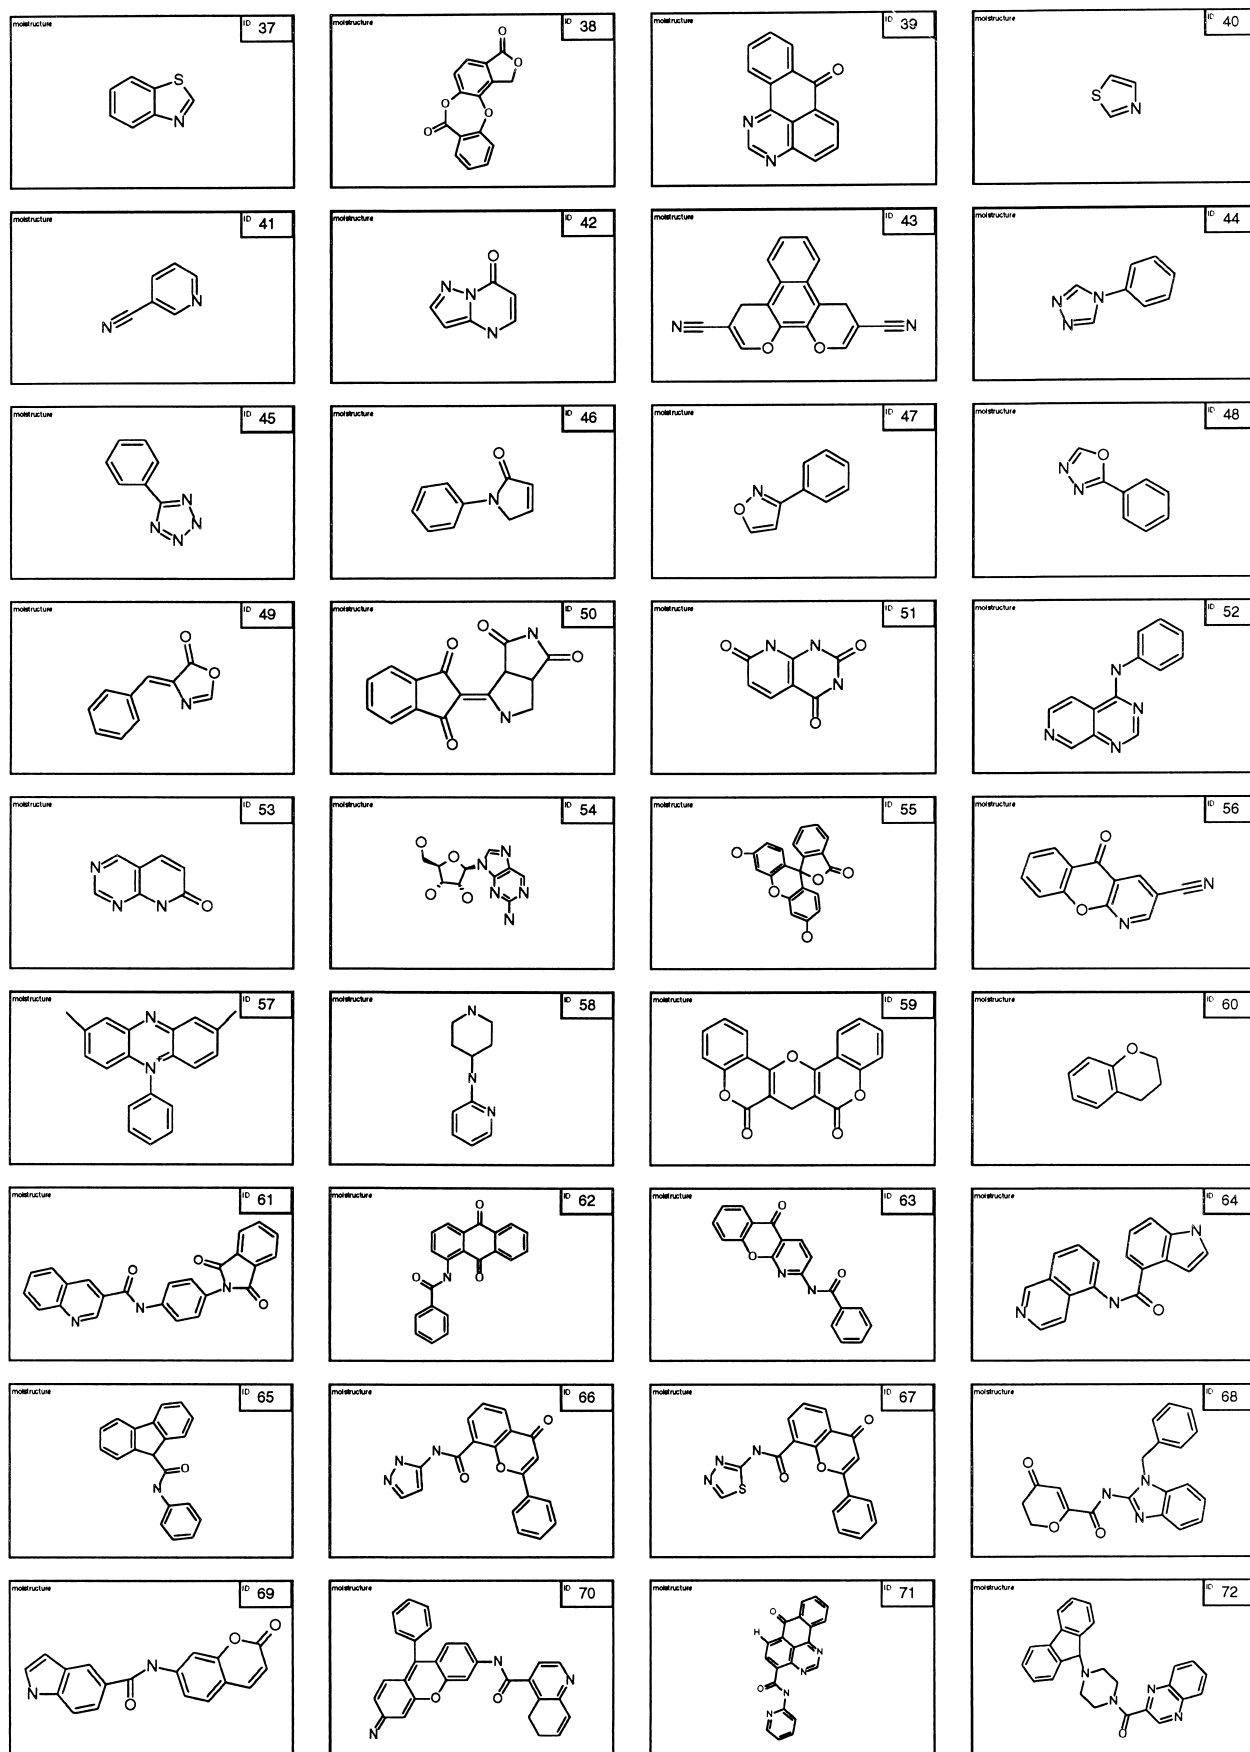 molstructure ID 37
molstructure ID 38
molstructure ID 39
molstructure ID 40
molstructure ID 41
molstructure ID 42
molstructure ID 43
molstructure ID 44
molstructure ID 45
molstructure ID 46
molstructure ID 47
molstructure ID 48
molstructure ID 49
molstructure ID 50
molstructure ID 51
molstructure ID 52
molstructure ID 53
molstructure ID 54
molstructure ID 55
molstructure ID 56
molstructure ID 57
molstructure ID 58
molstructure ID 59
molstructure ID 60
molstructure ID 61
molstructure ID 62
molstructure ID 63
molstructure ID 64
molstructure ID 65
molstructure ID 66
molstructure ID 67
molstructure ID 68
molstructure ID 69
molstructure ID 70
molstructure ID 71
molstructure ID 72